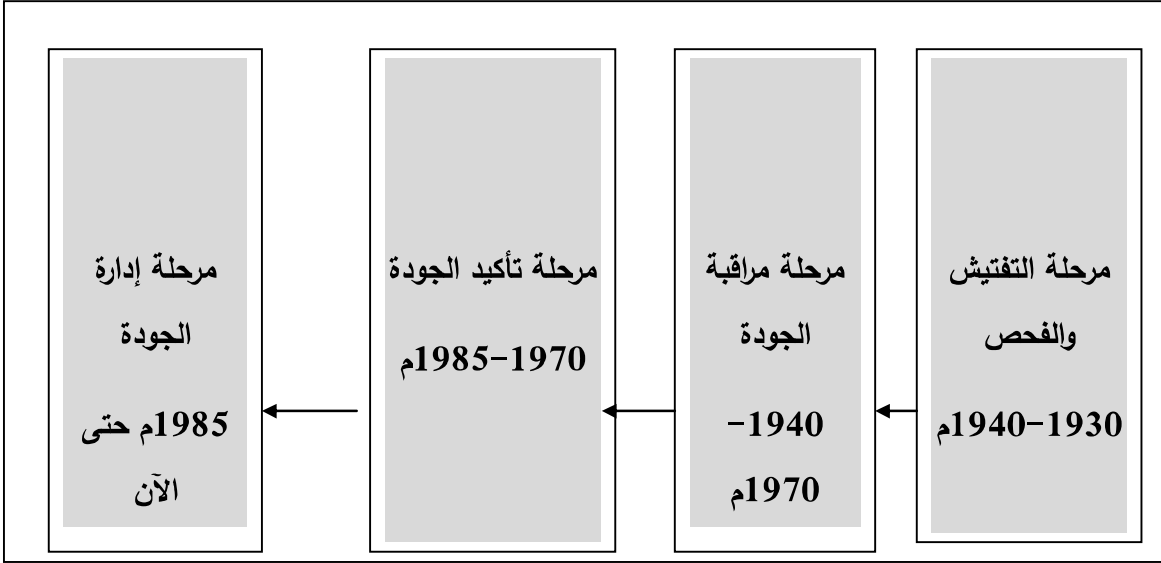 مرحلة التفتيش
والفحص
1930–1940م
مرحلة مراقبة
الجودة
1940–
1970م
مرحلة تأكيد الجودة
1970–1985م
مرحلة إدارة
الجودة
1985م حتى
الآن